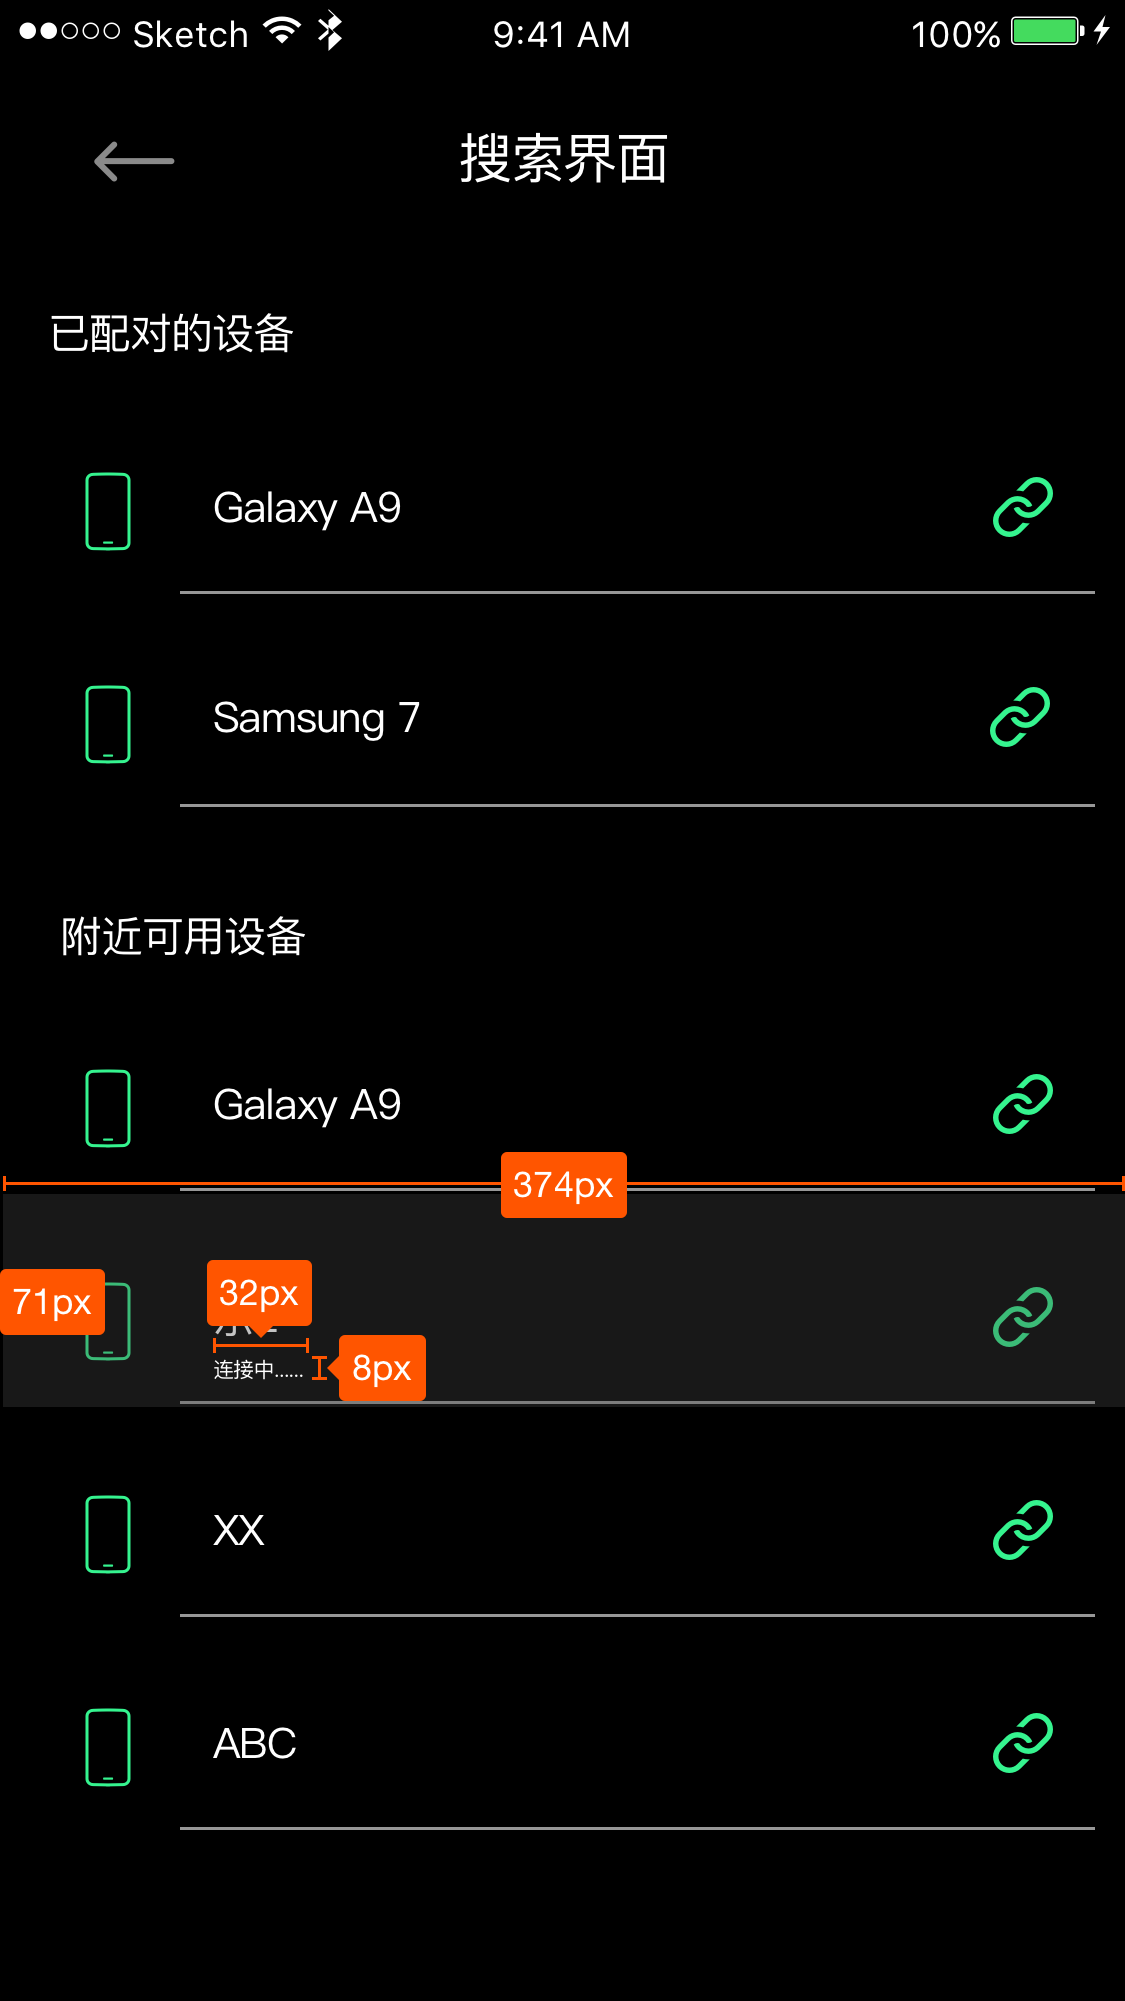 Sketch 9:41 AM 100%
搜索界面
已配对的设备
Galaxy A9
Samsung 7
附近可用设备
Galaxy A9
374px
71px
32px
连接中......
8px
XX
ABC